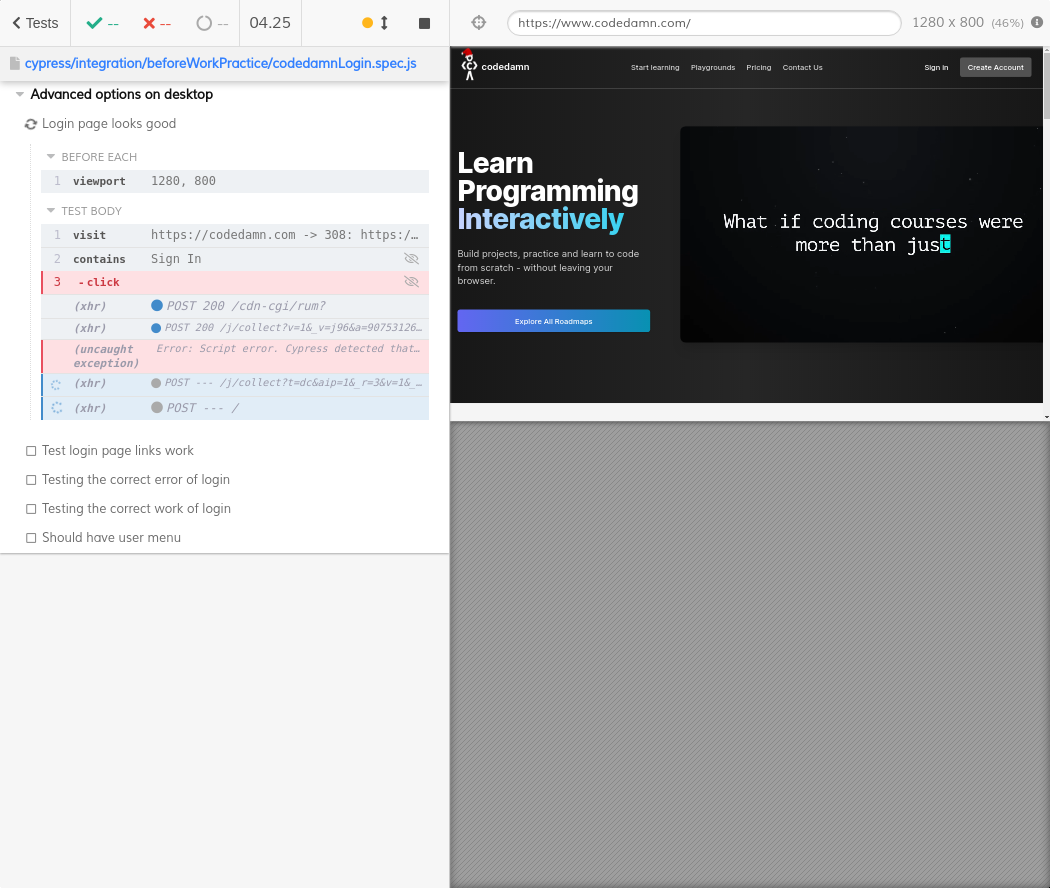 Tests -- -- -- 04.25
cypress/integration/beforeWorkPractice/codedamnLogin.spec.js
Advanced options on desktop
Login page looks good
BEFORE EACH
1 viewport 1280, 800
TEST BODY
1 visit https://codedamn.com -> 308: https:/…
2 contains Sign In
3 -click
(xhr) POST 200 /cdn-cgi/rum?
(xhr) POST 200 /j/collect?v=1&_v=j96&a=90753126…
(uncaught exception) Error: Script error. Cypress detected that…
(xhr) POST --- /j/collect?t=dc&aip=1&_r=3&v=1&_…
(xhr) POST --- /
Test login page links work
Testing the correct error of login
Testing the correct work of login
Should have user menu
https://www.codedamn.com/ 1280 x 800 (46%)
codedamn Start learning Playgrounds Pricing Contact Us Sign in Create Account
Learn
Programming
Interactively
Build projects, practice and learn to code
from scratch - without leaving your
browser.
Explore All Roadmaps
What if coding courses were
more than just